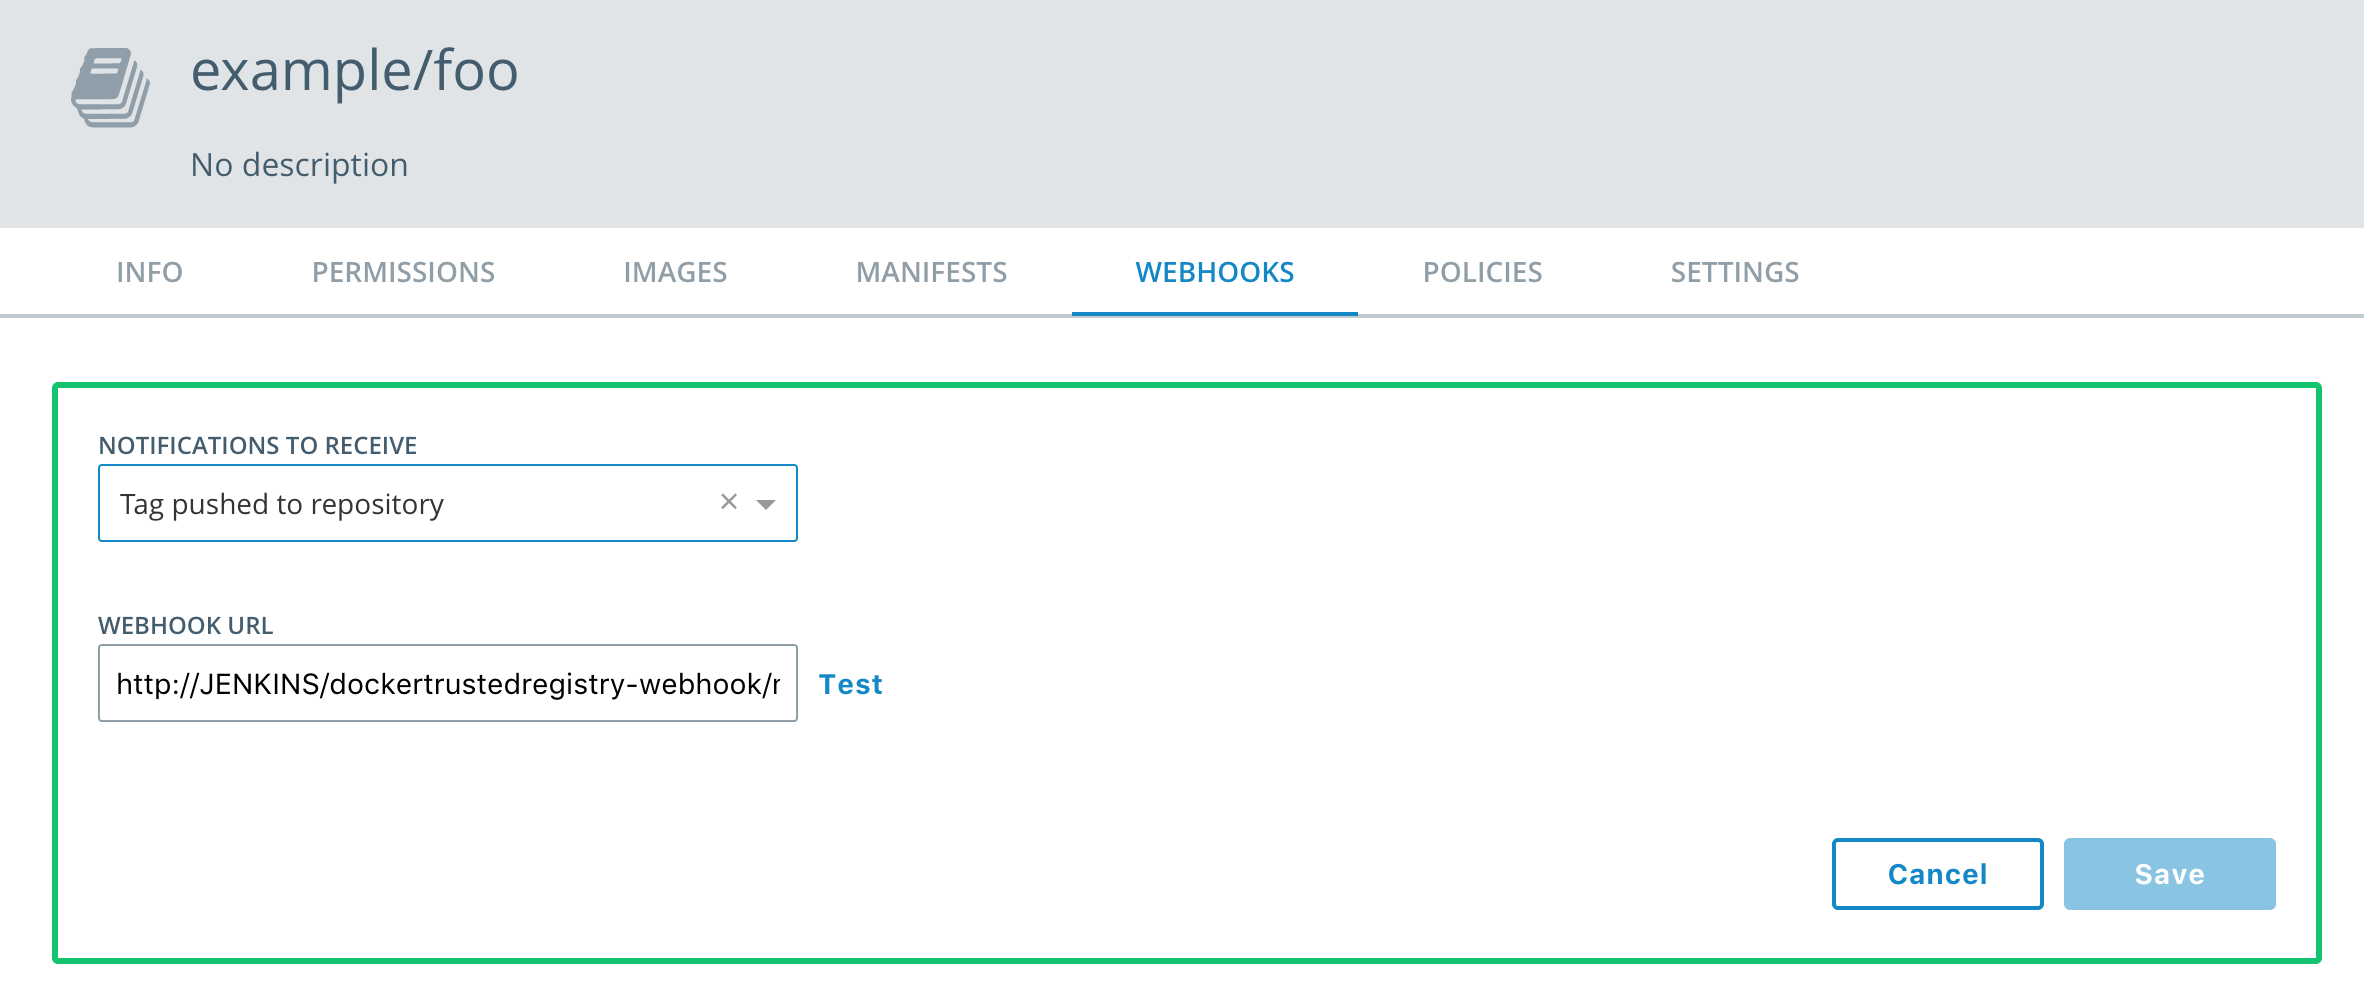 example/foo
No description
INFO PERMISSIONS IMAGES MANIFESTS WEBHOOKS POLICIES SETTINGS
NOTIFICATIONS TO RECEIVE
Tag pushed to repository
WEBHOOK URL
http://JENKINS/dockertrustedregistry-webhook/ Test
Cancel Save